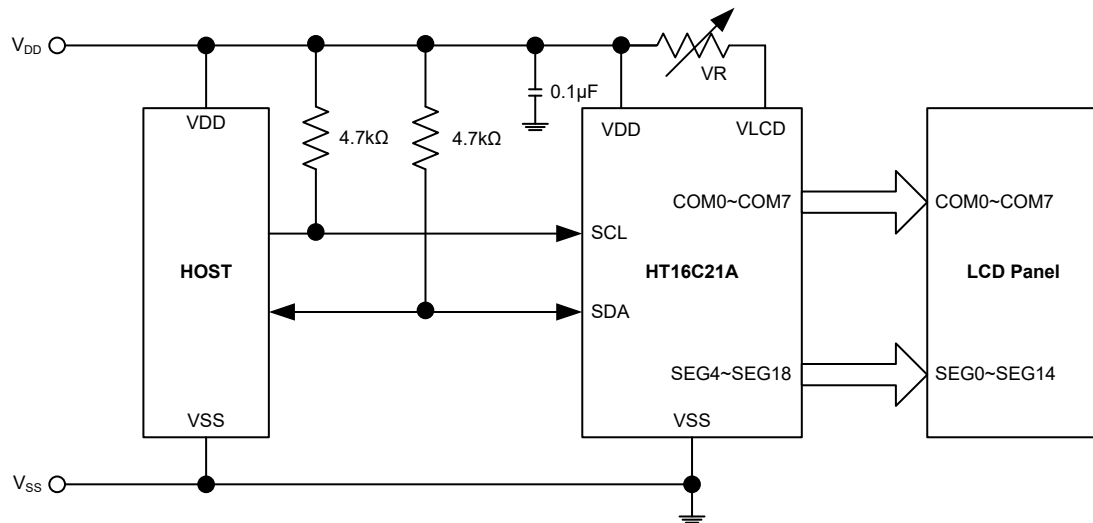 VDD
VR
0.1µF
VDD
4.7kΩ
4.7kΩ
VDD
VLCD
COM0~COM7
COM0~COM7
SCL
HOST
HT16C21A
LCD Panel
SDA
SEG4~SEG18
SEG0~SEG14
VSS
VSS
VSS